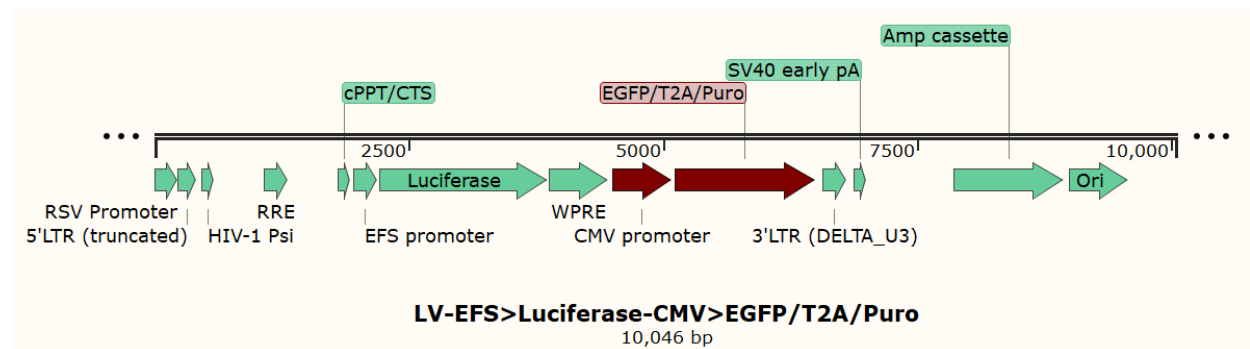 Amp cassette
SV40 early pA
cPPT/CTS EGFP/T2A/Puro
2500 5000 7500 10,000
Luciferase Ori
RSV Promoter RRE WPRE
5'LTR (truncated) HIV-1 Psi EFS promoter CMV promoter 3'LTR (DELTA_U3)
LV-EFS>Luciferase-CMV>EGFP/T2A/Puro
10,046 bp